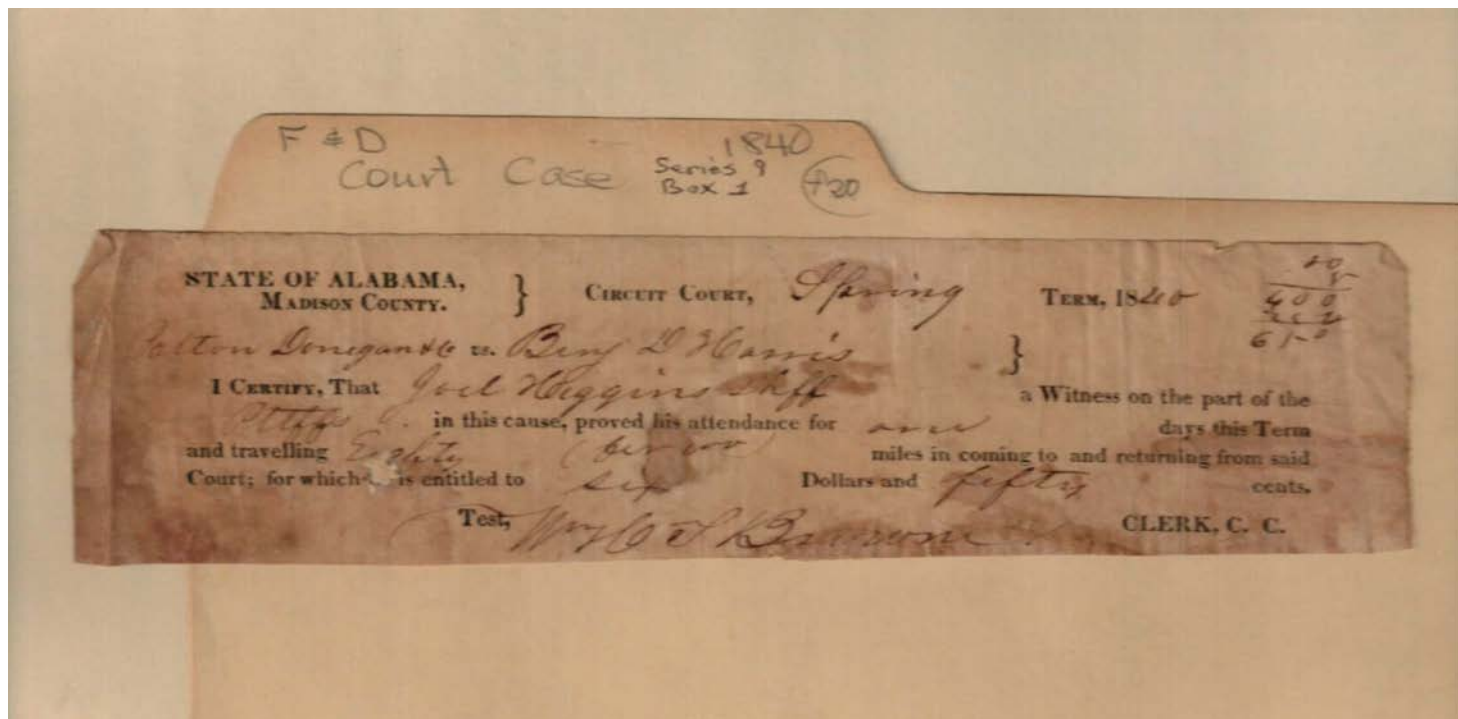 F & D 1840
Court Case Series 9
Box 1 F20
STATE OF ALABAMA,
MADISON COUNTY. } CIRCUIT COURT, Spring TERM, 1840
Donegan & Co vs. Benj D Harris }
I CERTIFY, That Joel Higgins a Witness on the part of the
in this cause, proved his attendance for one days this Term
and travelling Eighty miles in coming to and returning from said
Court; for which is entitled to six Dollars and fifty cents.
Test, Brown CLERK, C. C.